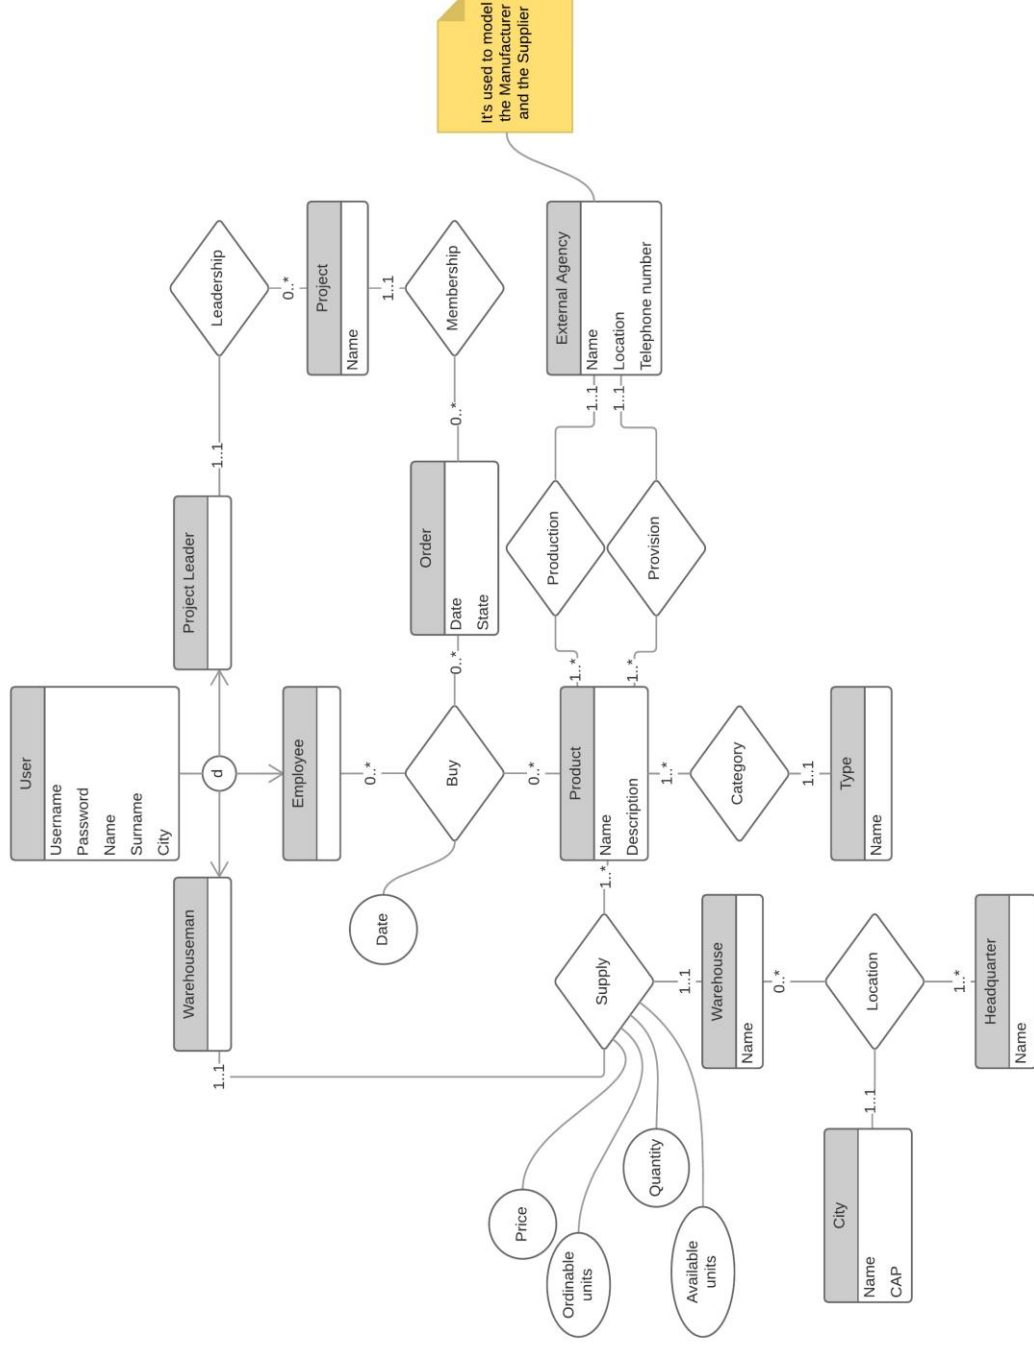 It's used to model
the Manufacturer
and the Supplier
Leadership
0..*
Project
Name
1..1
Membership
1..1
0..*
External Agency
Name
Location
Telephone number
1..1
1..1
Project Leader
Order
Date
State
Production
Provision
0..*
1..*
1..*
User
Username
Password
Name
Surname
City
d
Employee
0..*
Buy
0..*
Product
Name
Description
1..*
Category
1..1
Type
Name
Warehouseman
1..1
Date
1..*
Supply
1..1
Warehouse
Name
0..*
Location
1..*
Headquarter
Name
1..1
Price
Ordinable
units
Quantity
Available
units
City
Name
CAP